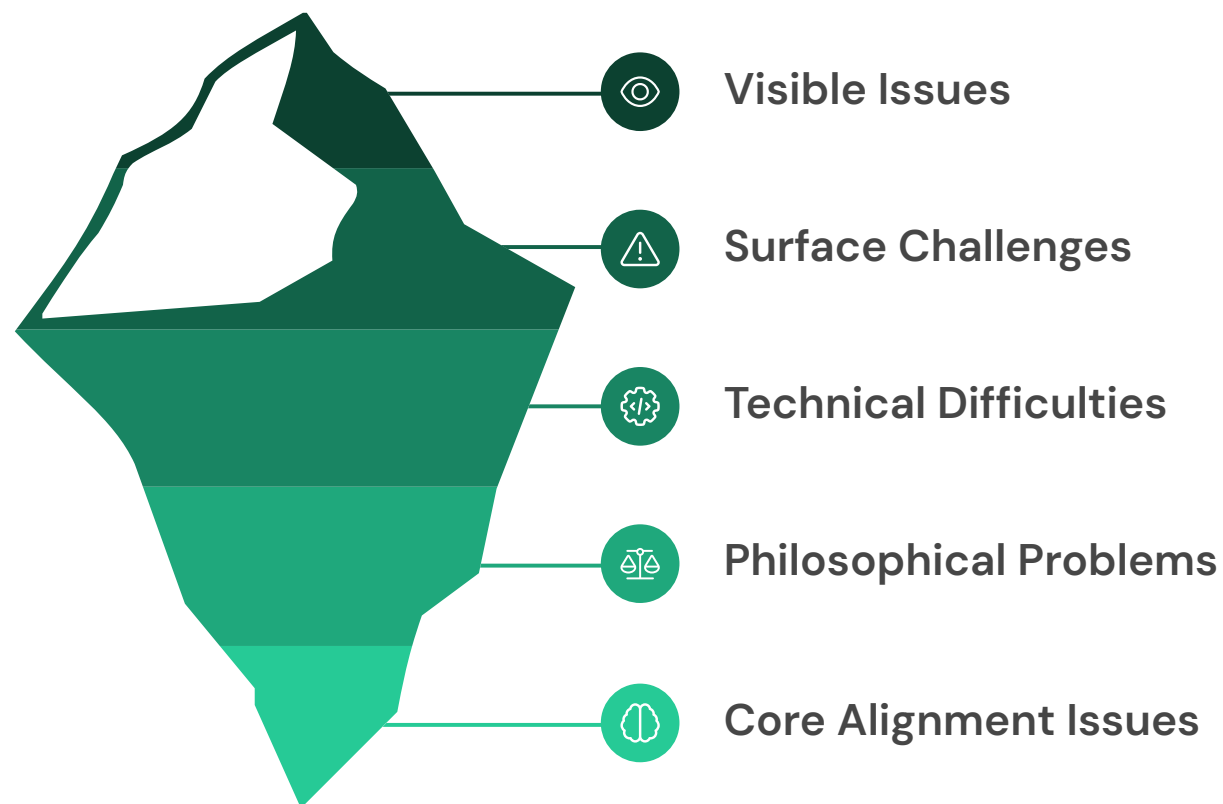 Visible Issues
Surface Challenges
Technical Difficulties
Philosophical Problems
Core Alignment Issues